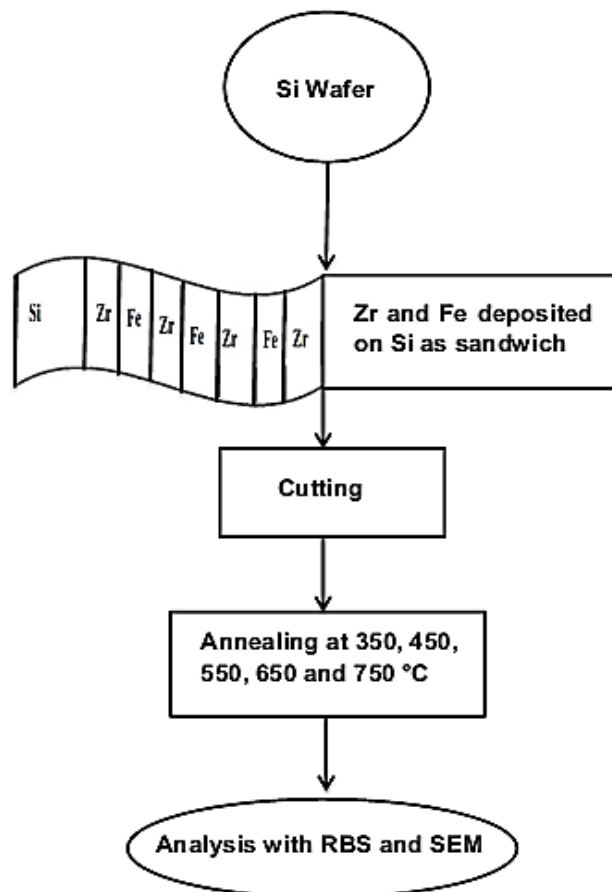 Si Wafer
Si Zr Fe Zr Fe Zr Fe Zr
Zr and Fe deposited
on Si as sandwich
Cutting
Annealing at 350, 450,
550, 650 and 750 °C
Analysis with RBS and SEM